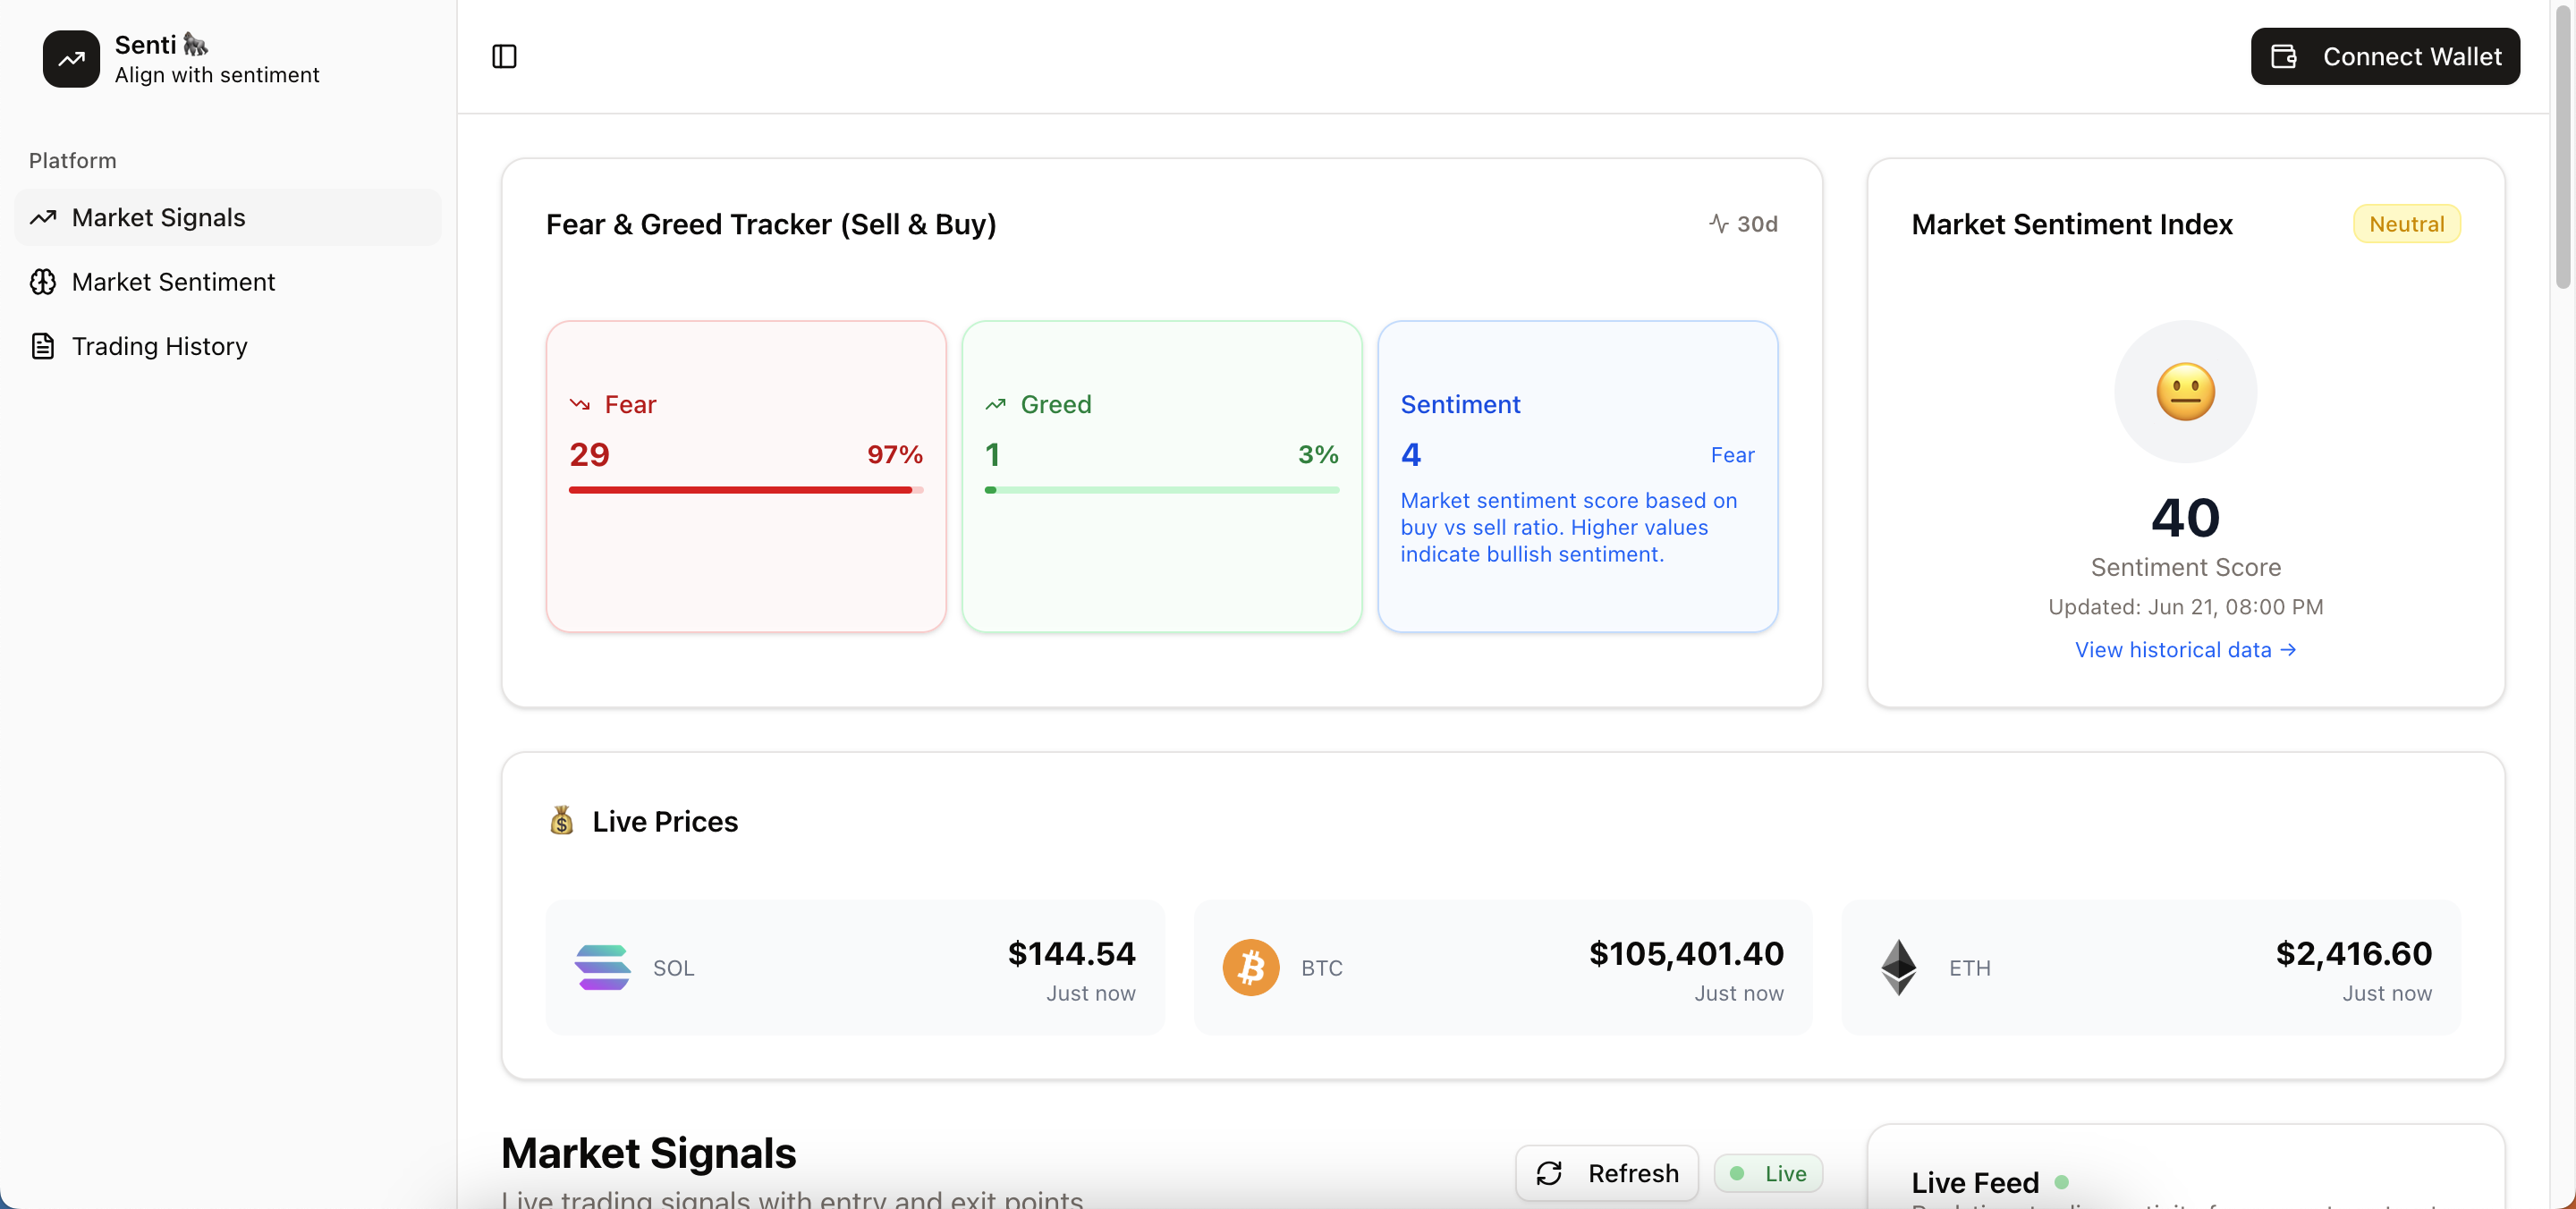 Senti
Align with sentiment
Connect Wallet
Platform
Market Signals
Market Sentiment
Trading History
Fear & Greed Tracker (Sell & Buy)
30d
Fear
29
97%
Greed
1
3%
Sentiment
4
Fear
Market sentiment score based on
buy vs sell ratio. Higher values
indicate bullish sentiment.
Market Sentiment Index
Neutral
40
Sentiment Score
Updated: Jun 21, 08:00 PM
View historical data →
Live Prices
SOL
$144.54
Just now
BTC
$105,401.40
Just now
ETH
$2,416.60
Just now
Market Signals
Live trading signals with entry and exit points
Refresh
Live
Live Feed